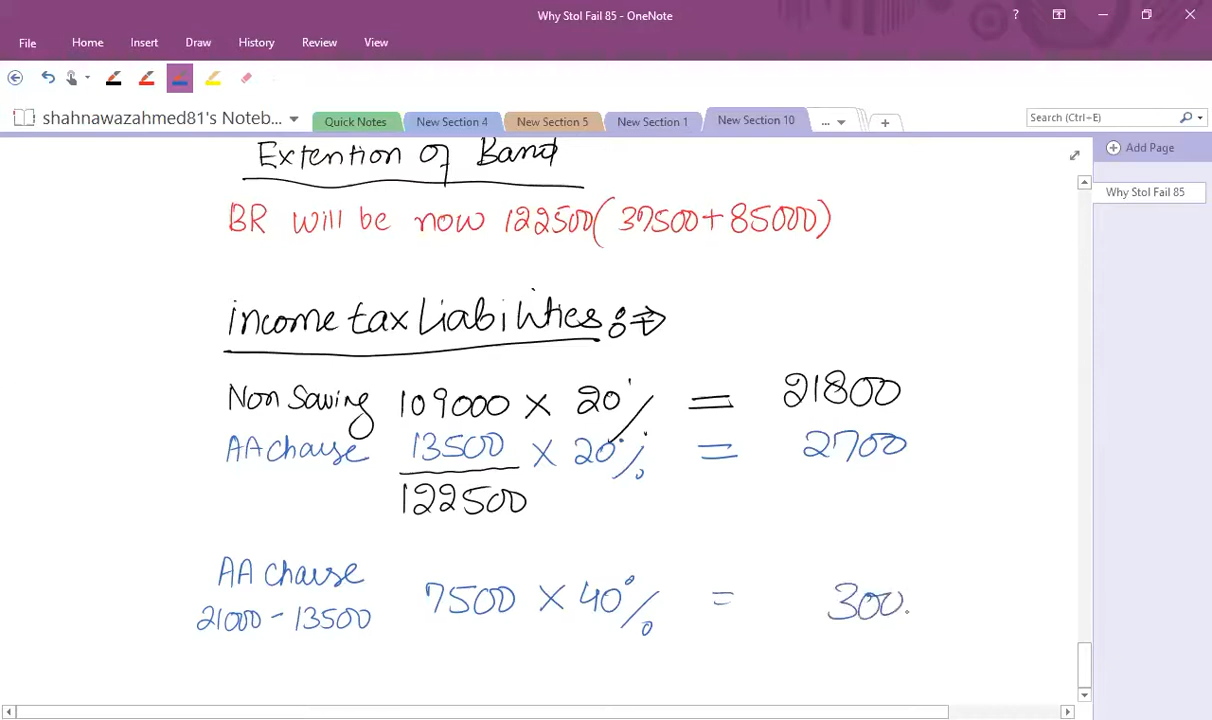 Why Stol Fail 85 - OneNote
?
File Home Insert Draw History Review View
shahnawazahmed81's Noteb... Quick Notes New Section 4 New Section 5 New Section 1 New Section 10 ... + Search (Ctrl+E)
Add Page
Why Stol Fail 85
Extention of Band
BR will be now 122500(37500+85000)
income tax Liabilities :⇒
Non Saving 109000 × 20% = 21800
AA charse 13500 × 20% = 2700
122500
AA charse 7500 × 40% = 300.
21000 - 13500